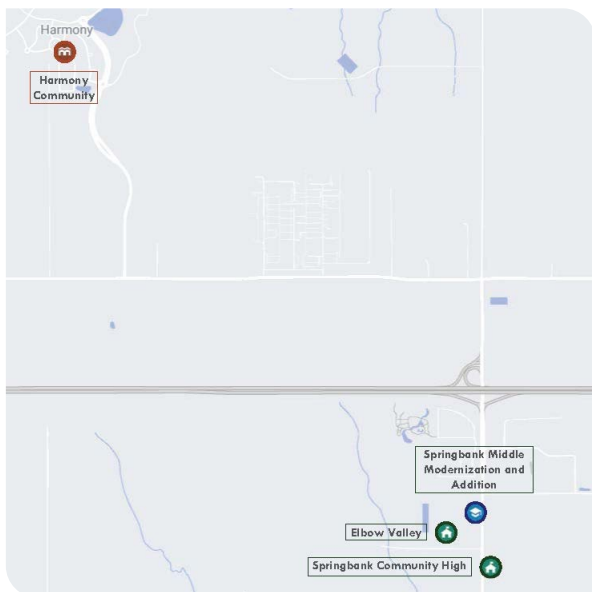 Harmony
Harmony
Community
Springbank Middle
Modernization and
Addition
Elbow Valley
Springbank Community High